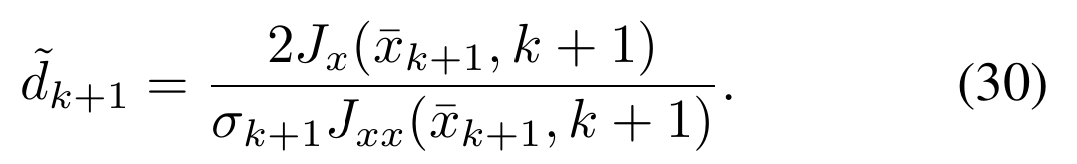 \tilde{d}_{k+1} = \frac{2J_x(\bar{x}_{k+1}, k+1)}{\sigma_{k+1}J_{xx}(\bar{x}_{k+1}, k+1)}. (30)